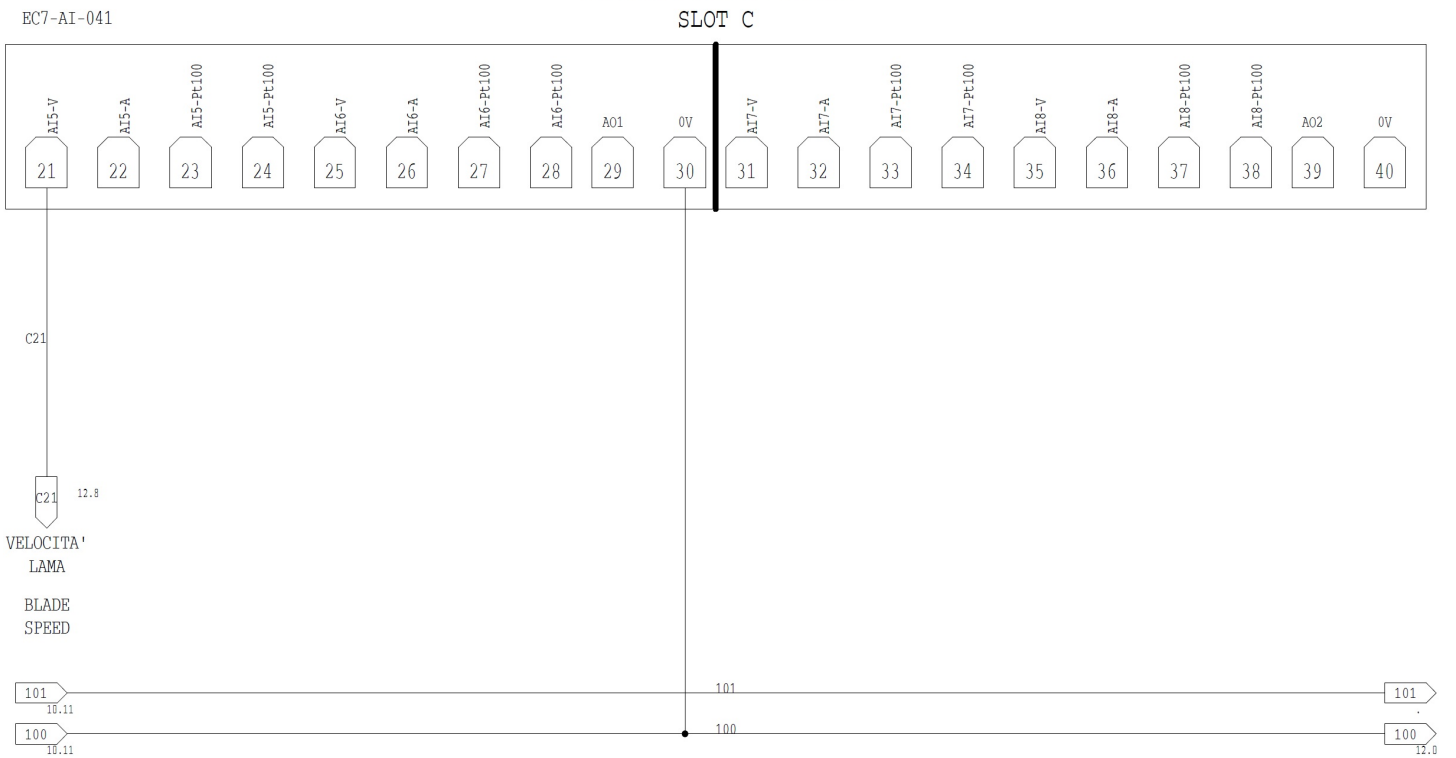 EC7-AI-041
SLOT C
AI5-V
AI5-A
AI5-Pt100
AI5-Pt100
AI6-V
AI6-A
AI6-Pt100
AI6-Pt100
AO1
0V
AI7-V
AI7-A
AI7-Pt100
AI7-Pt100
AI8-V
AI8-A
AI8-Pt100
AI8-Pt100
AO2
0V
21 22 23 24 25 26 27 28 29 30 31 32 33 34 35 36 37 38 39 40
C21
C21 12.8
VELOCITA'
LAMA
BLADE
SPEED
101 101 101
10.11 .
100 100 100
10.11 12.0